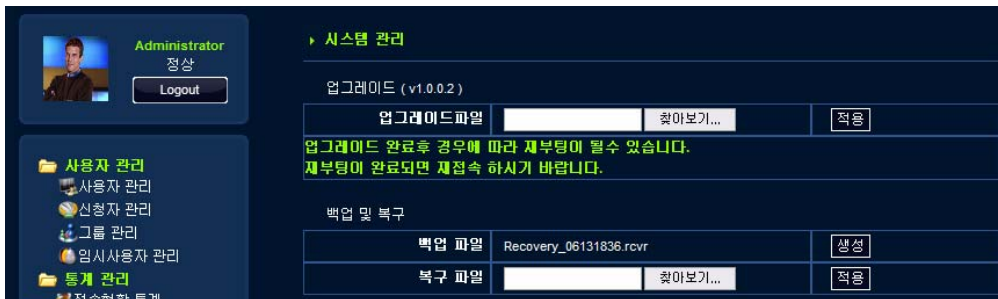 Administrator
정상
Logout
사용자 관리
사용자 관리
신청자 관리
그룹 관리
임시사용자 관리
통계 관리
접속현황 통계
시스템 관리
업그레이드 ( v1.0.0.2 )
업그레이드파일 찾아보기... 적용
업그레이드 완료후 경우에 따라 재부팅이 될수 있습니다.
재부팅이 완료되면 재접속 하시기 바랍니다.
백업 및 복구
백업 파일 Recovery_06131836.rcvr 생성
복구 파일 찾아보기... 적용